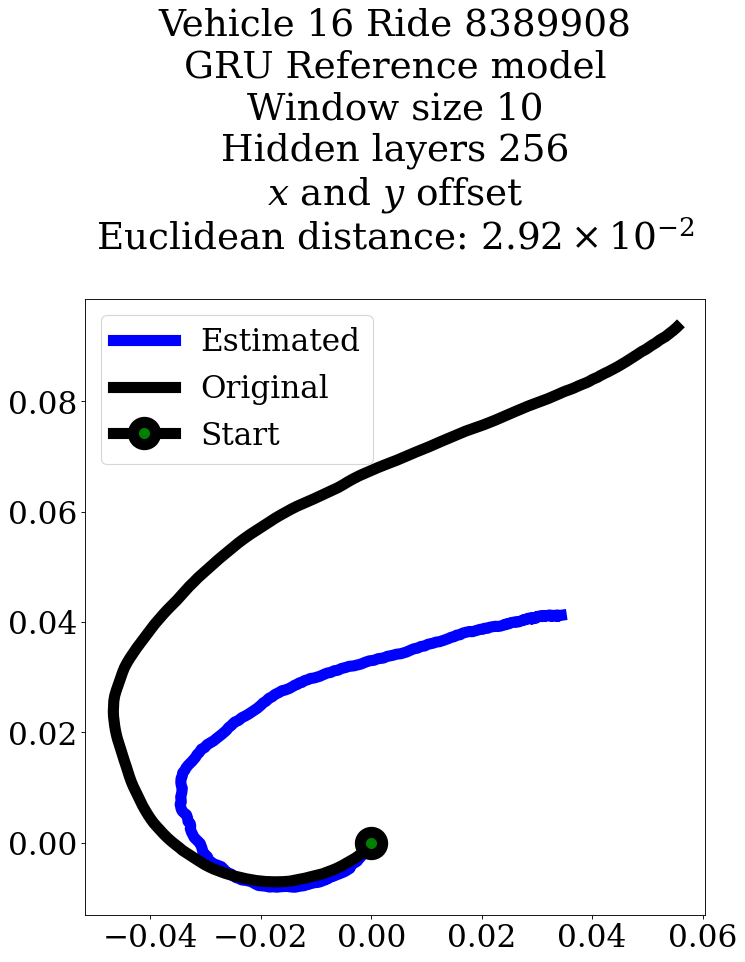 Vehicle 16 Ride 8389908
GRU Reference model
Window size 10
Hidden layers 256
x and y offset
Euclidean distance: 2.92 × 10⁻²
Estimated
Original
Start
0.08
0.06
0.04
0.02
0.00
−0.04 −0.02 0.00 0.02 0.04 0.06